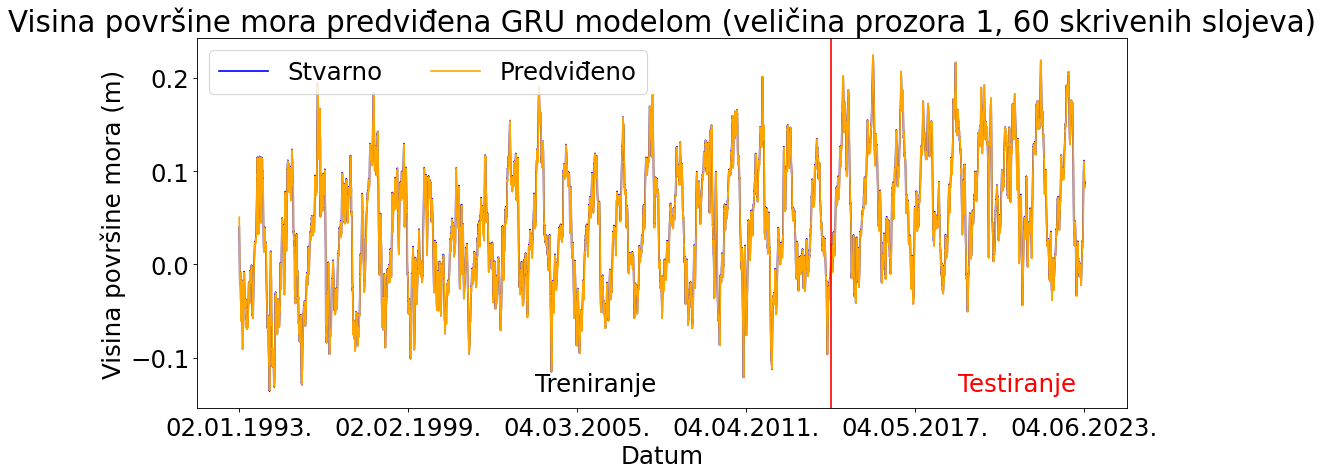 Visina površine mora predviđena GRU modelom (veličina prozora 1, 60 skrivenih slojeva)
Stvarno Predviđeno
Visina površine mora (m)
0.2
0.1
0.0
−0.1
Treniranje Testiranje
02.01.1993. 02.02.1999. 04.03.2005. 04.04.2011. 04.05.2017. 04.06.2023.
Datum